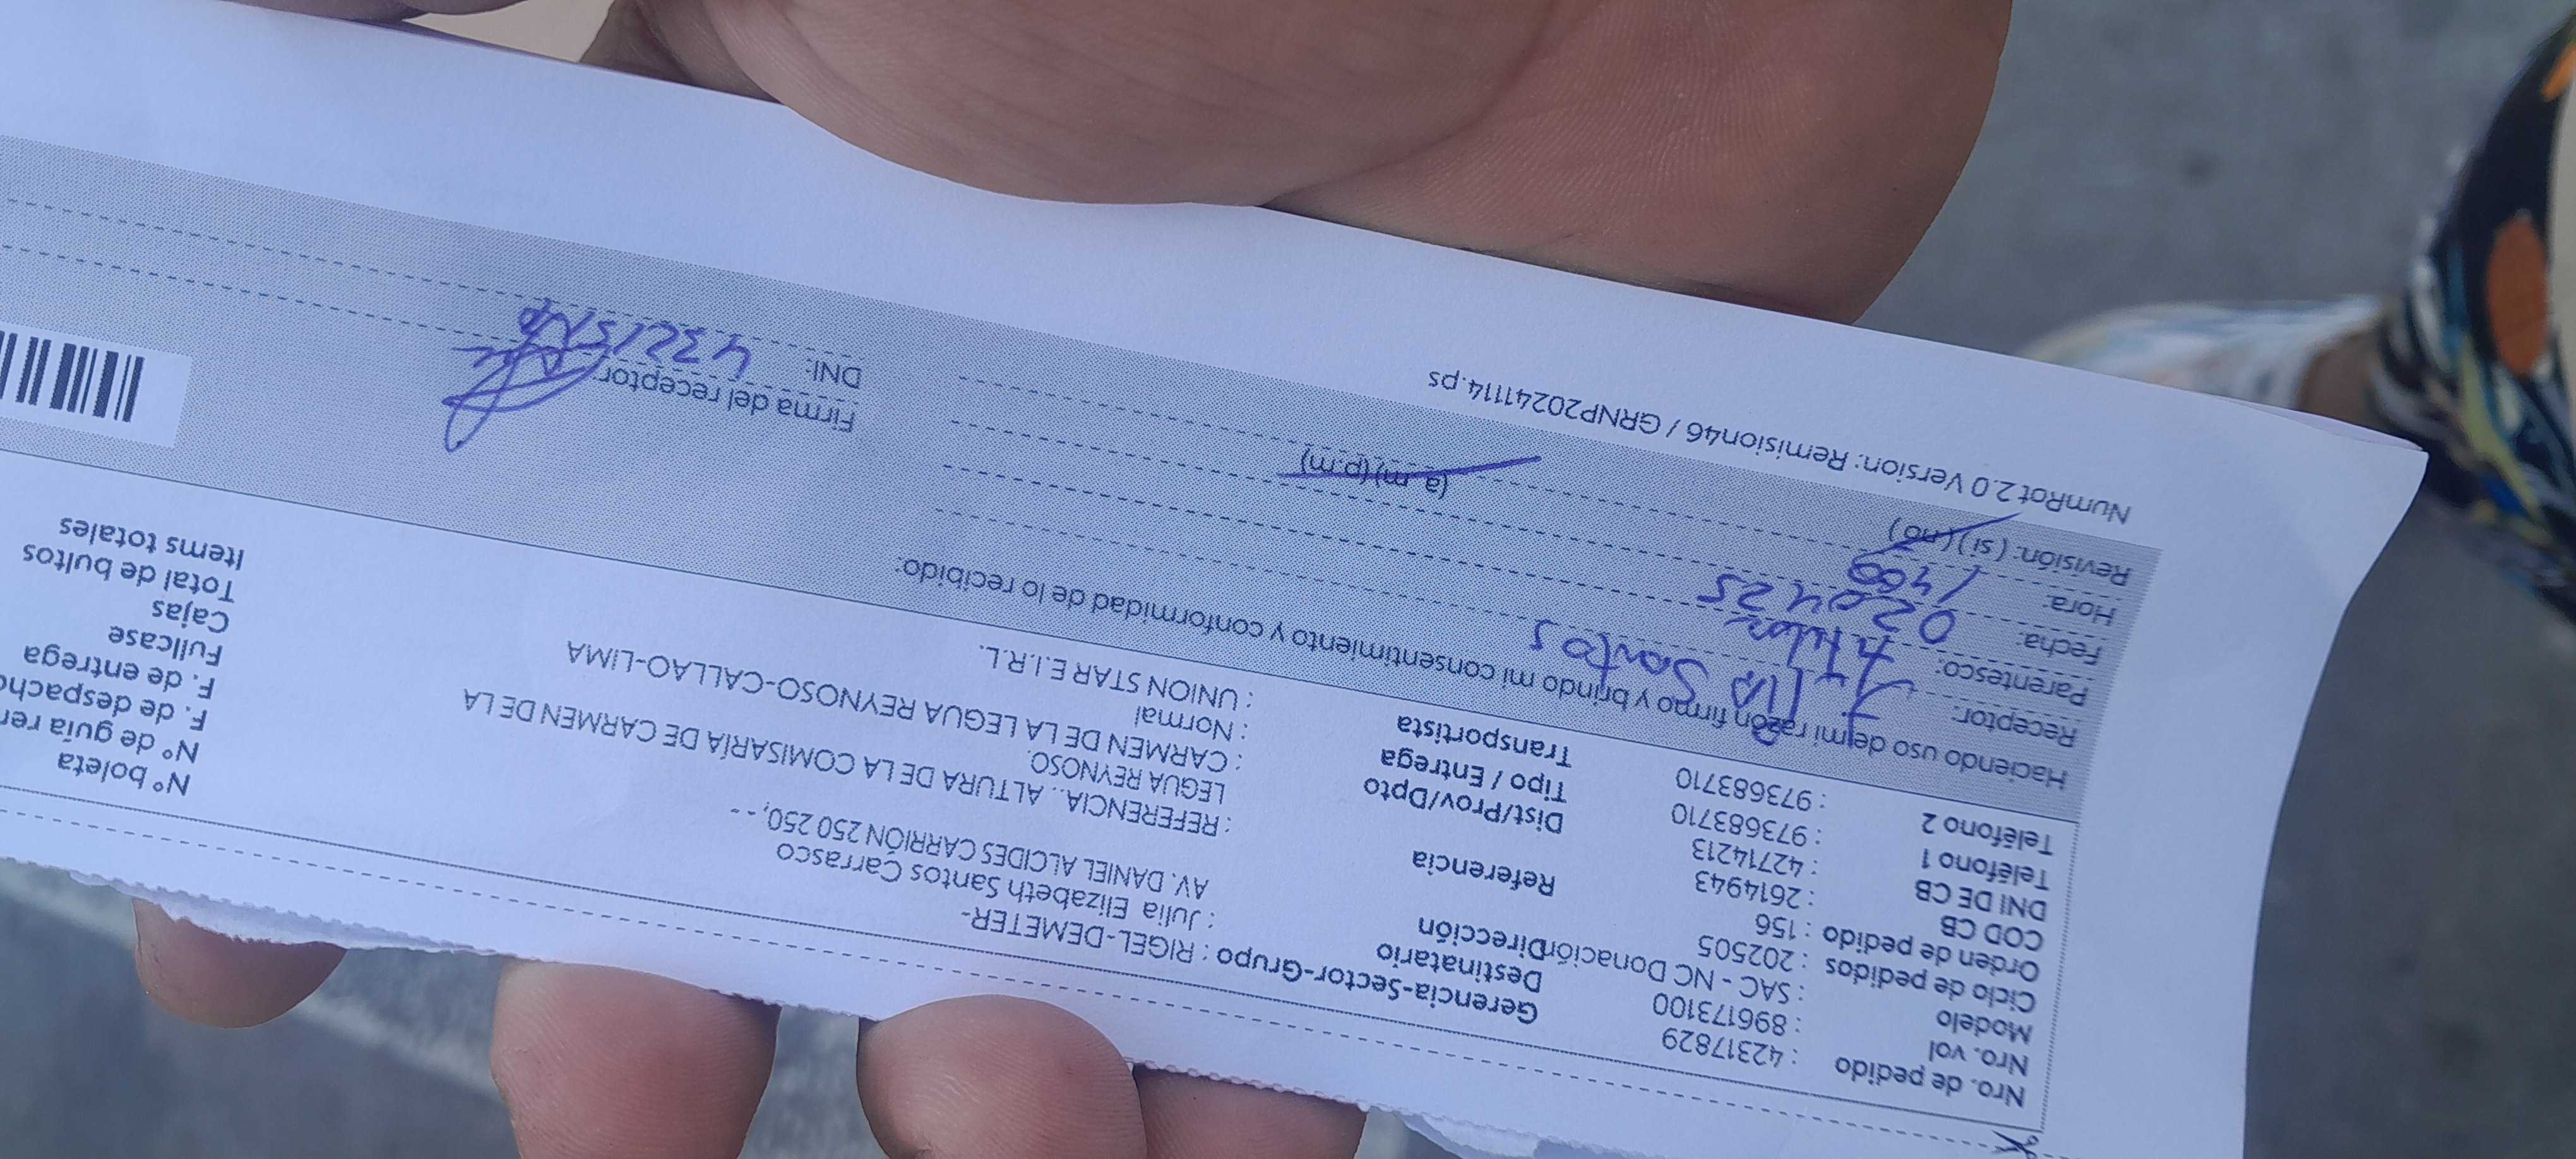 Nro. de pedido : 42317829
Nro. vol : 896173100
Modelo : SAC - NC Donación
Ciclo de pedidos : 202505
Orden de pedido : 156
COD CB : 2614943
DNI DE CB : 42714213
Teléfono 1 : 973683710
Teléfono 2 : 973683710
Gerencia-Sector-Grupo : RIGEL-DEMETER-
Destinatario : Julia Elizabeth Santos Carrasco
Dirección AV. DANIEL ALCIDES CARRIÓN 250 250, - -
Referencia : REFERENCIA.. ALTURA DE LA COMISARÍA DE CARMEN DE LA
LEGUA REYNOSO.
Dist/Prov/Dpto : CARMEN DE LA LEGUA REYNOSO-CALLAO-LIMA
Tipo / Entrega : Normal
Transportista : UNION STAR E.I.R.L.
Nº boleta
Nº de guía
F. de despacho
F. de entrega
Fullcase
Cajas
Total de bultos
Items totales
Haciendo uso de mi razón firmo y brindo mi consentimiento y conformidad de lo recibido:
Receptor: Santos
Parentesco:
Fecha: 020425
Hora: 1400 (a.m) (p.m)
Revisión: (si) (no)
Firma del receptor:
DNI:
NumRot2.0 Version: Remision46 / GRNP20241114.ps